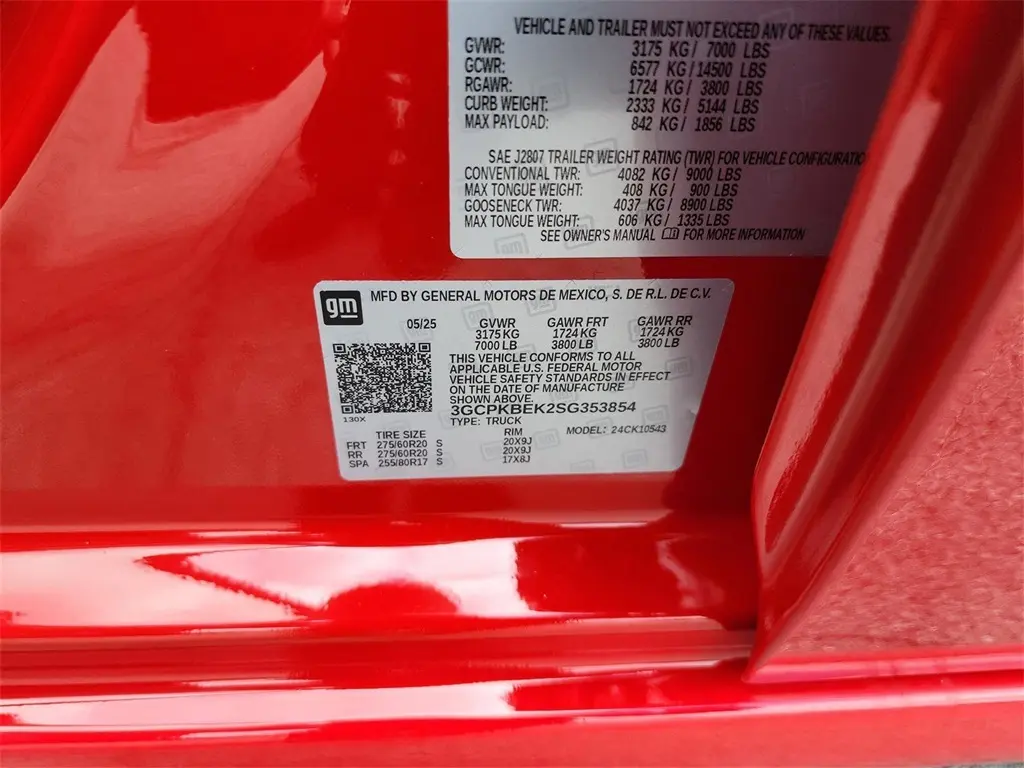 VEHICLE AND TRAILER MUST NOT EXCEED ANY OF THESE VALUES.
GVWR: 3175 KG / 7000 LBS
GCWR: 6577 KG / 14500 LBS
RGAWR: 1724 KG / 3800 LBS
CURB WEIGHT: 2333 KG / 5144 LBS
MAX PAYLOAD: 842 KG / 1856 LBS
SAE J2807 TRAILER WEIGHT RATING (TWR) FOR VEHICLE CONFIGURATIO
CONVENTIONAL TWR: 4082 KG / 9000 LBS
MAX TONGUE WEIGHT: 408 KG / 900 LBS
GOOSENECK TWR: 4037 KG / 8900 LBS
MAX TONGUE WEIGHT: 606 KG / 1335 LBS
SEE OWNER'S MANUAL FOR MORE INFORMATION
gm MFD BY GENERAL MOTORS DE MEXICO, S. DE R.L. DE C.V.
05/25 GVWR GAWR FRT GAWR RR
3175 KG 1724 KG 1724 KG
7000 LB 3800 LB 3800 LB
THIS VEHICLE CONFORMS TO ALL
APPLICABLE U.S. FEDERAL MOTOR
VEHICLE SAFETY STANDARDS IN EFFECT
ON THE DATE OF MANUFACTURE
SHOWN ABOVE.
3GCPKBEK2SG353854
130X
TYPE: TRUCK MODEL: 24CK10543
TIRE SIZE RIM
FRT 275/60R20 S 20X9J
RR 275/60R20 S 20X9J
SPA 255/80R17 S 17X8J